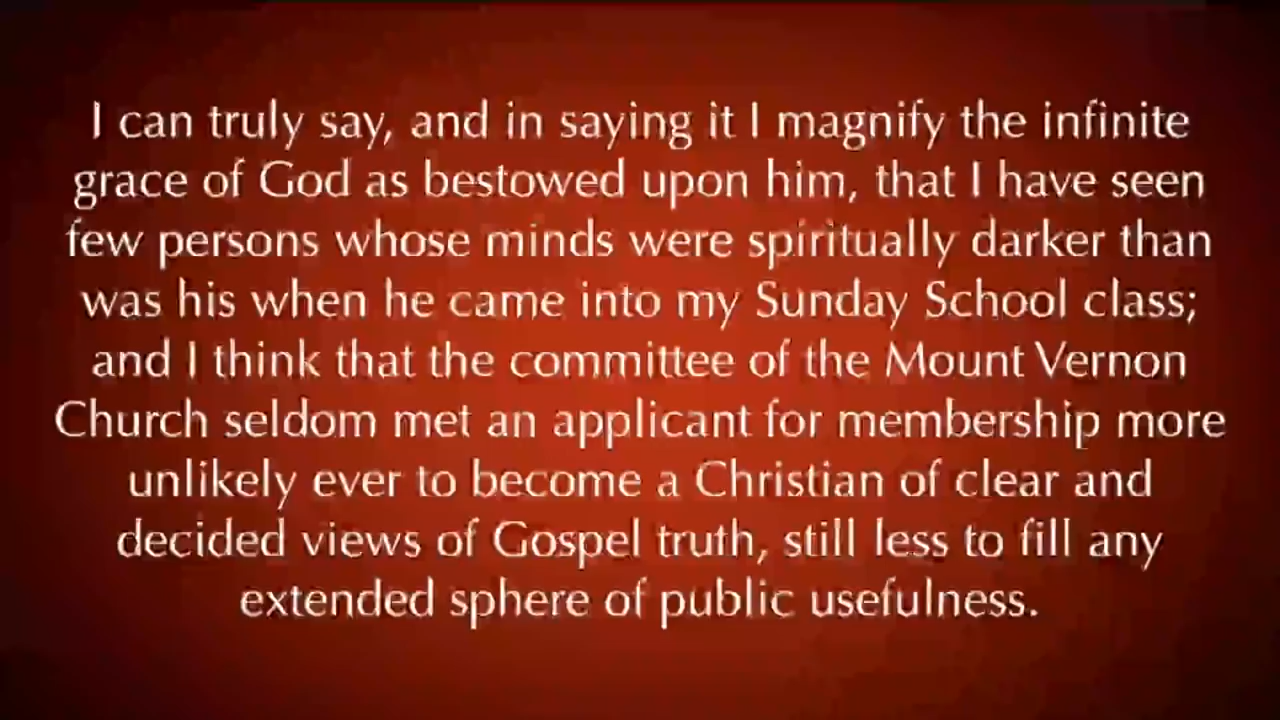 I can truly say, and in saying it I magnify the infinite
grace of God as bestowed upon him, that I have seen
few persons whose minds were spiritually darker than
was his when he came into my Sunday School class;
and I think that the committee of the Mount Vernon
Church seldom met an applicant for membership more
unlikely ever to become a Christian of clear and
decided views of Gospel truth, still less to fill any
extended sphere of public usefulness.